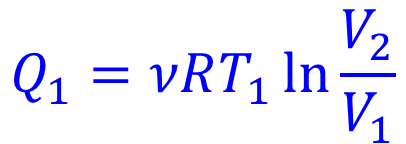 Q₁ = νRT₁ ln V₂/V₁